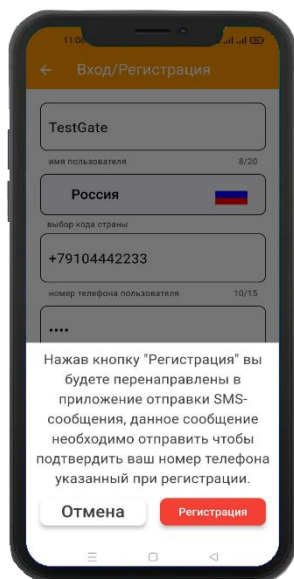 11:06
Вход/Регистрация
TestGate
имя пользователя 8/20
Россия
выбор кода страны
+79104442233
номер телефона пользователя 10/15
....
Нажав кнопку "Регистрация" вы
будете перенаправлены в
приложение отправки SMS-
сообщения, данное сообщение
необходимо отправить чтобы
подтвердить ваш номер телефона
указанный при регистрации.
Отмена Регистрация